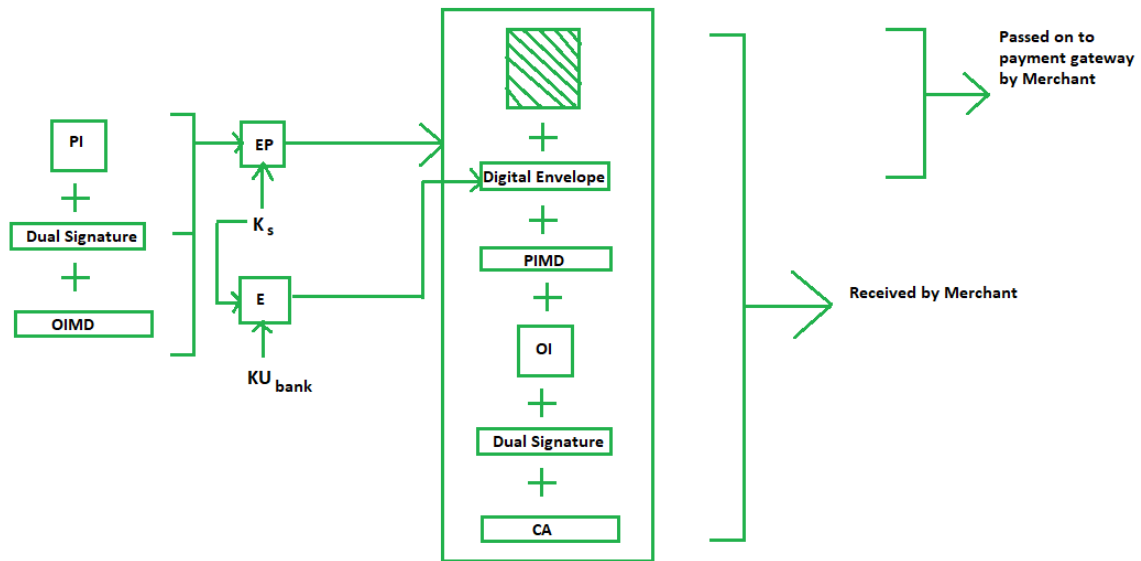 PI
Dual Signature
OIMD
EP
K s
E
KU bank
Digital Envelope
PIMD
OI
Dual Signature
CA
Passed on to
payment gateway
by Merchant
Received by Merchant